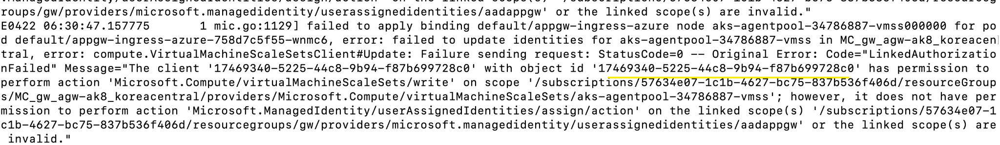 roups/gw/providers/microsoft.managedidentity/userassignedidentities/aadappgw' or the linked scope(s) are invalid."
E0422 06:30:47.157775       1 mic.go:1129] failed to apply binding default/appgw-ingress-azure node aks-agentpool-34786887-vmss000000 for po
d default/appgw-ingress-azure-758d7c5f55-wnmc6, error: failed to update identities for aks-agentpool-34786887-vmss in MC_gw_agw-ak8_koreacen
tral, error: compute.VirtualMachineScaleSetsClient#Update: Failure sending request: StatusCode=0 -- Original Error: Code="LinkedAuthorizatio
nFailed" Message="The client '17469340-5225-44c8-9b94-f87b699728c0' with object id '17469340-5225-44c8-9b94-f87b699728c0' has permission to
perform action 'Microsoft.Compute/virtualMachineScaleSets/write' on scope '/subscriptions/57634e07-1c1b-4627-bc75-837b536f406d/resourceGroup
s/MC_gw_agw-ak8_koreacentral/providers/Microsoft.Compute/virtualMachineScaleSets/aks-agentpool-34786887-vmss'; however, it does not have per
mission to perform action 'Microsoft.ManagedIdentity/userAssignedIdentities/assign/action' on the linked scope(s) '/subscriptions/57634e07-1
c1b-4627-bc75-837b536f406d/resourcegroups/gw/providers/microsoft.managedidentity/userassignedidentities/aadappgw' or the linked scope(s) are
 invalid."